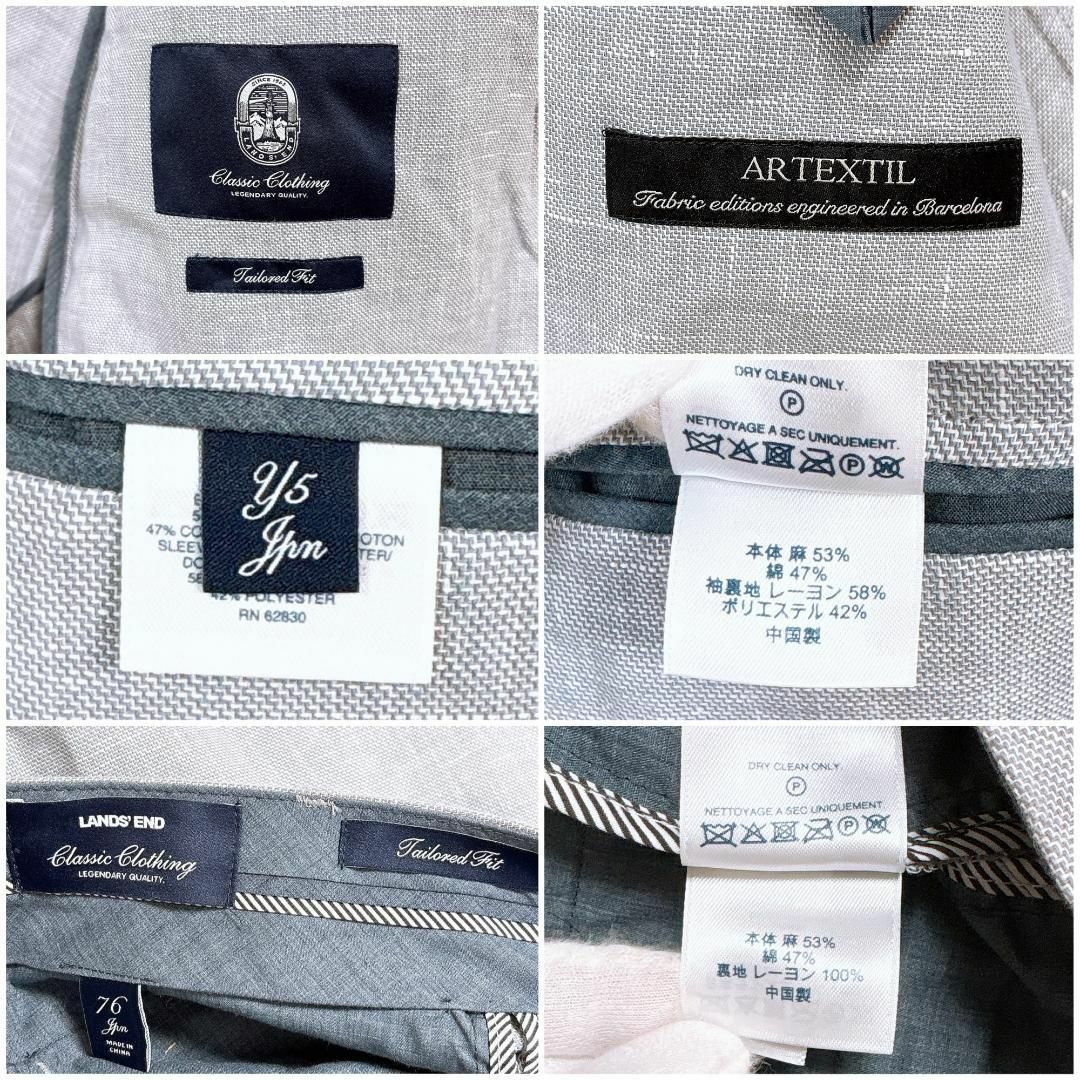 SINCE 1963
LANDS' END
Classic Clothing
LEGENDARY QUALITY.
Tailored Fit
ARTEXTIL
Fabric editions engineered in Barcelona
Y5
Jpn
47% CO
OTON
SLEEV
TER/
DO
42% POLYESTER
RN 62830
DRY CLEAN ONLY.
P
NETTOYAGE A SEC UNIQUEMENT.
P W
本体 麻 53%
綿 47%
袖裏地 レーヨン 58%
ポリエステル 42%
中国製
LANDS' END
Classic Clothing
LEGENDARY QUALITY.
Tailored Fit
76
Jpn
MADE IN
CHINA
DRY CLEAN ONLY.
P
NETTOYAGE A SEC UNIQUEMENT.
P W
本体 麻 53%
綿 47%
裏地 レーヨン 100%
中国製